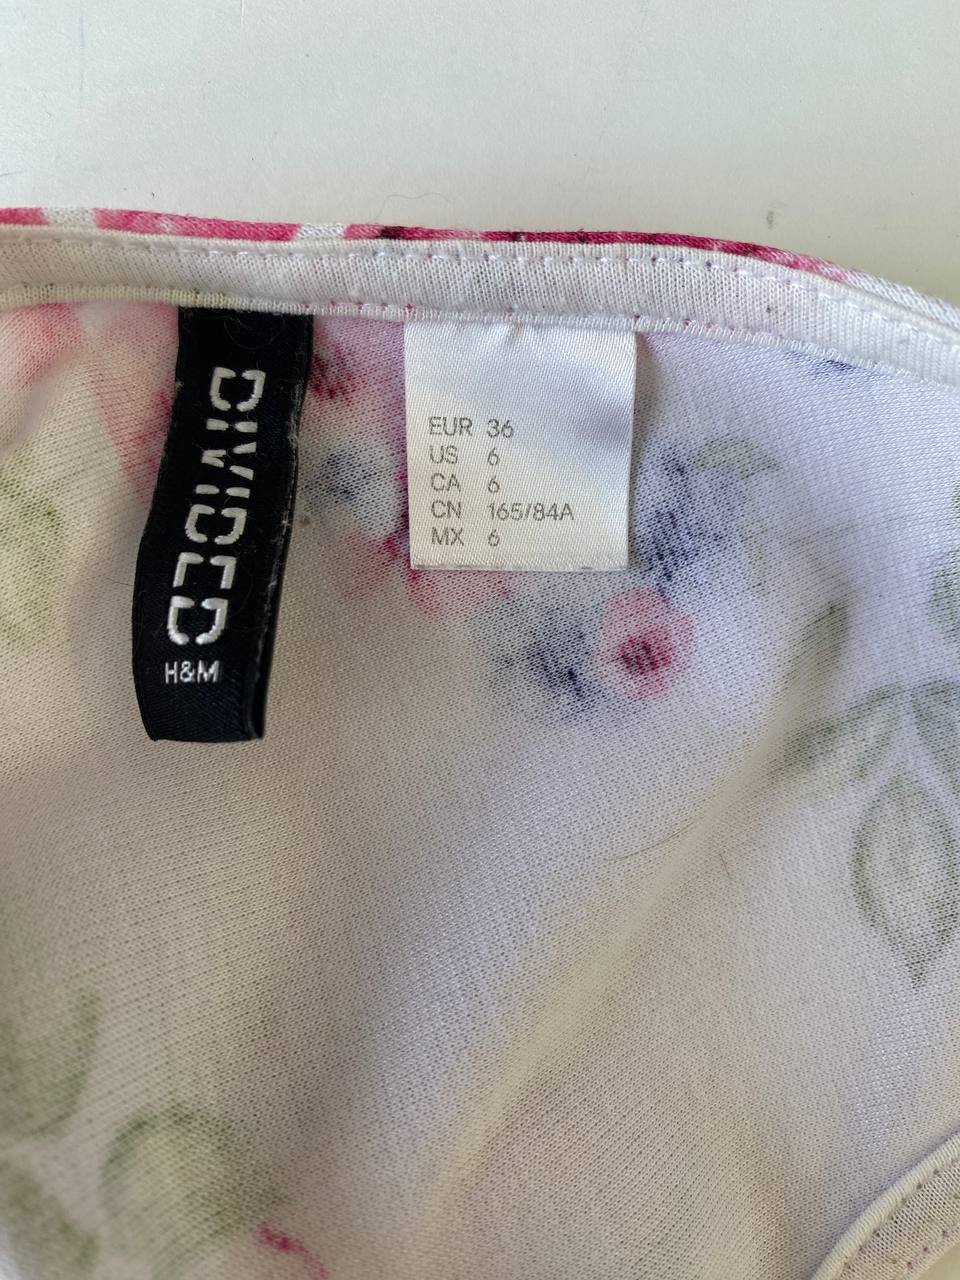 DIVIDED
H&M
EUR 36
US 6
CA 6
CN 165/84A
MX 6